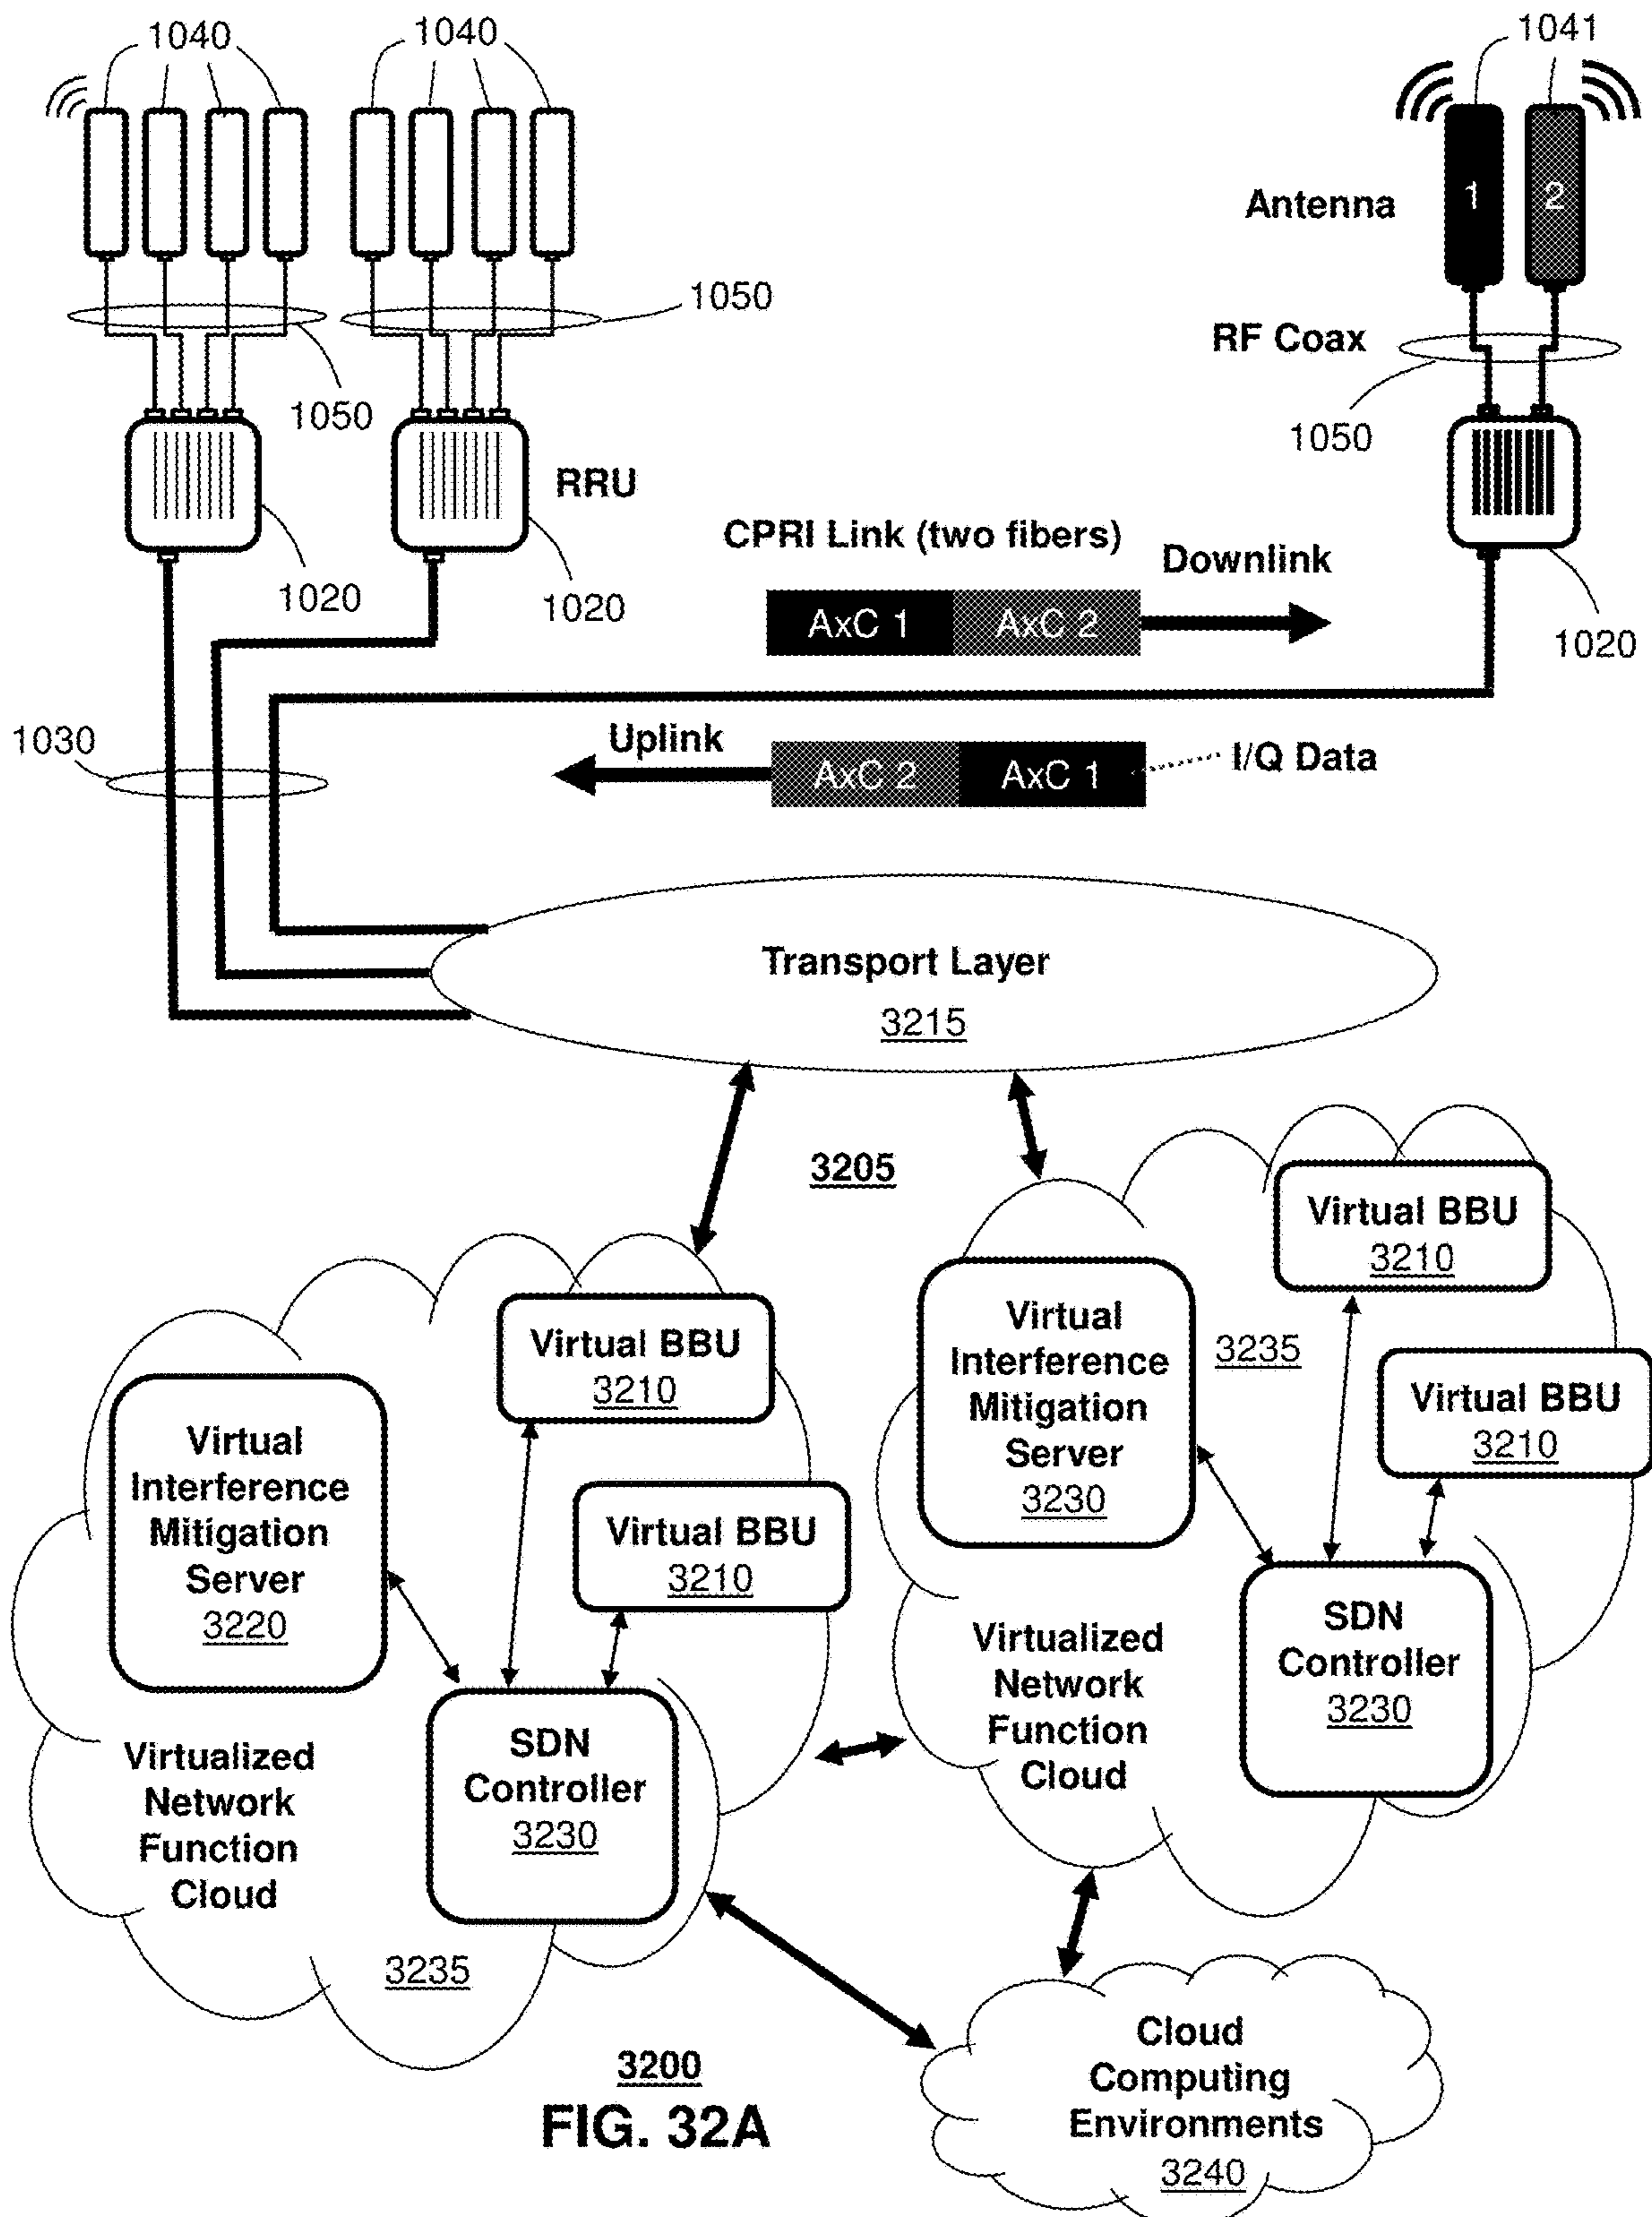 1040
1040
1041
1
2
Antenna
1050
RF Coax
1050
1050
RRU
CPRI Link (two fibers)
Downlink
1020
1020
AxC 1
AxC 2
1020
1030
Uplink
AxC 2
AxC 1
I/Q Data
Transport Layer
3215
3205
Virtual BBU
3210
Virtual
Interference
Mitigation
Server
3230
3235
Virtual BBU
3210
Virtual BBU
3210
Virtual
Interference
Mitigation
Server
3220
Virtual BBU
3210
SDN
Controller
3230
Virtualized
Network
Function
Cloud
SDN
Controller
3230
Virtualized
Network
Function
Cloud
3235
Cloud
Computing
Environments
3240
3200
FIG. 32A